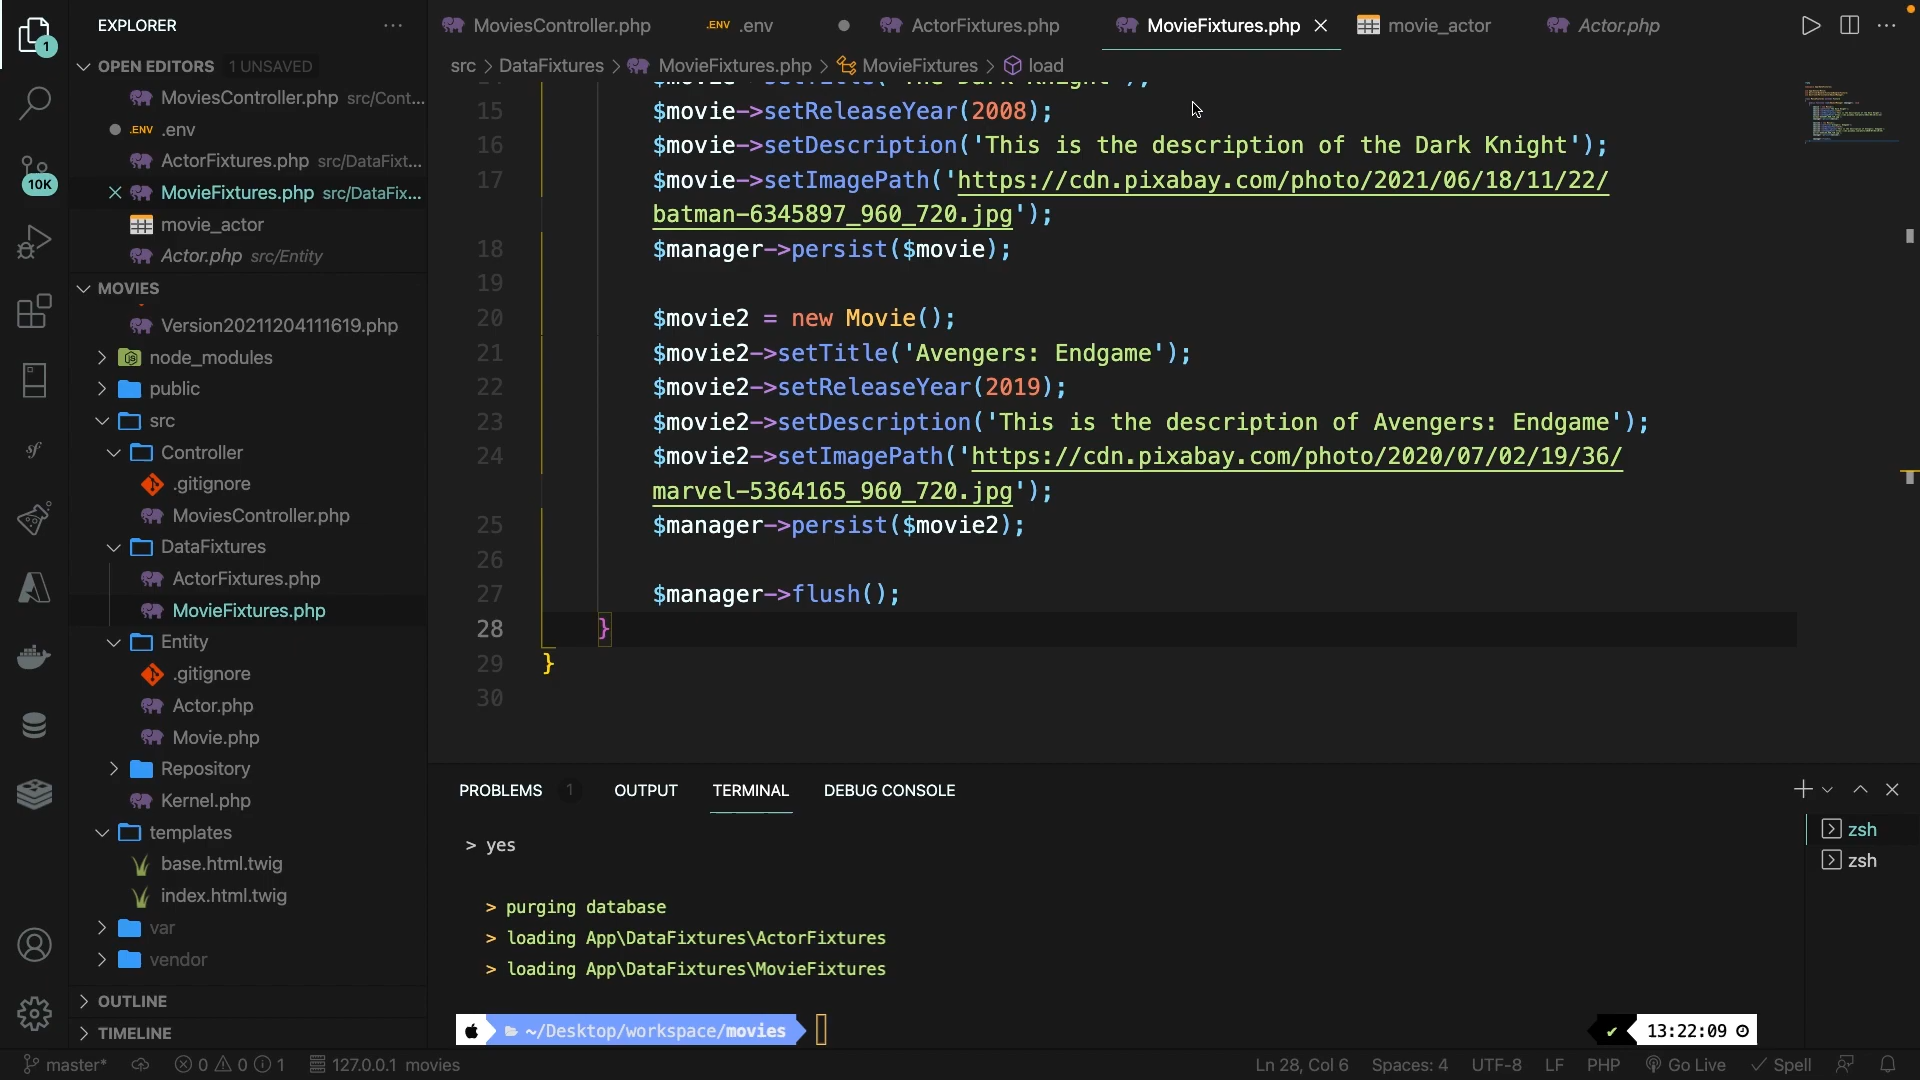 EXPLORER
OPEN EDITORS 1 UNSAVED
MoviesController.php src/Cont...
.ENV .env
ActorFixtures.php src/DataFixt...
MovieFixtures.php src/DataFix...
movie_actor
Actor.php src/Entity
MOVIES
Version20211204111619.php
node_modules
public
src
Controller
.gitignore
MoviesController.php
DataFixtures
ActorFixtures.php
MovieFixtures.php
Entity
.gitignore
Actor.php
Movie.php
Repository
Kernel.php
templates
base.html.twig
index.html.twig
var
vendor
OUTLINE
TIMELINE
1
10K
MoviesController.php
.ENV .env
ActorFixtures.php
MovieFixtures.php
movie_actor
Actor.php
src > DataFixtures > MovieFixtures.php > MovieFixtures > load
$movie->setTitle('The Dark Knight');
15 $movie->setReleaseYear(2008);
16 $movie->setDescription('This is the description of the Dark Knight');
17 $movie->setImagePath('https://cdn.pixabay.com/photo/2021/06/18/11/22/
batman-6345897_960_720.jpg');
18 $manager->persist($movie);
19
20 $movie2 = new Movie();
21 $movie2->setTitle('Avengers: Endgame');
22 $movie2->setReleaseYear(2019);
23 $movie2->setDescription('This is the description of Avengers: Endgame');
24 $movie2->setImagePath('https://cdn.pixabay.com/photo/2020/07/02/19/36/
marvel-5364165_960_720.jpg');
25 $manager->persist($movie2);
26
27 $manager->flush();
28 }
29 }
30
PROBLEMS 1 OUTPUT TERMINAL DEBUG CONSOLE
> yes
> purging database
> loading App\DataFixtures\ActorFixtures
> loading App\DataFixtures\MovieFixtures
~/Desktop/workspace/movies
13:22:09
zsh
zsh
master* 0 0 1 127.0.0.1 movies
Ln 28, Col 6 Spaces: 4 UTF-8 LF PHP Go Live Spell